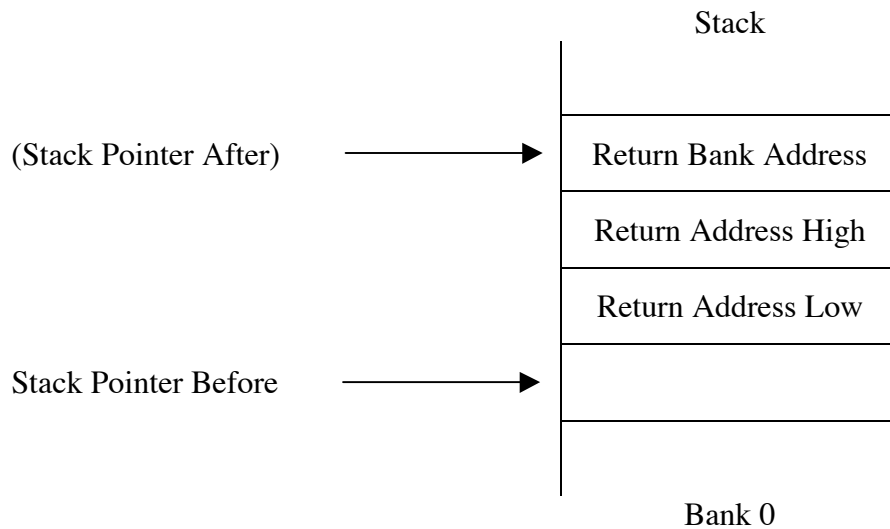 Stack
(Stack Pointer After)
Return Bank Address
Return Address High
Return Address Low
Stack Pointer Before
Bank 0